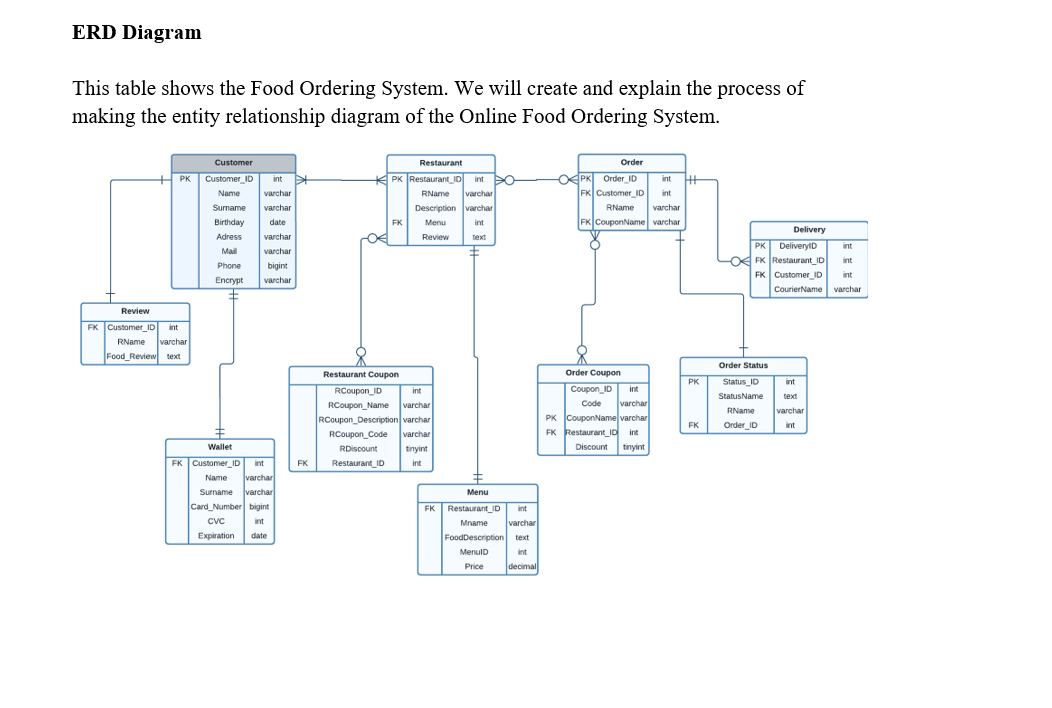 ERD Diagram
This table shows the Food Ordering System. We will create and explain the process of
making the entity relationship diagram of the Online Food Ordering System.
Customer
PK Customer_ID int
Name varchar
Surname varchar
Birthday date
Adress varchar
Mail varchar
Phone bigint
Encrypt varchar
Restaurant
PK Restaurant_ID int
RName varchar
Description varchar
FK Menu int
Review text
Order
PK Order_ID int
FK Customer_ID int
RName varchar
FK CouponName varchar
Delivery
PK DeliveryID int
FK Restaurant_ID int
FK Customer_ID int
CourierName varchar
Review
FK Customer_ID int
RName varchar
Food_Review text
Restaurant Coupon
RCoupon_ID int
RCoupon_Name varchar
RCoupon_Description varchar
RCoupon_Code varchar
RDiscount tinyint
FK Restaurant_ID int
Order Coupon
Coupon_ID int
Code varchar
PK CouponName varchar
FK Restaurant_ID int
Discount tinyint
Order Status
PK Status_ID int
StatusName text
RName varchar
FK Order_ID int
Wallet
FK Customer_ID int
Name varchar
Surname varchar
Card_Number bigint
CVC int
Expiration date
Menu
FK Restaurant_ID int
Mname varchar
FoodDescription text
MenuID int
Price decimal